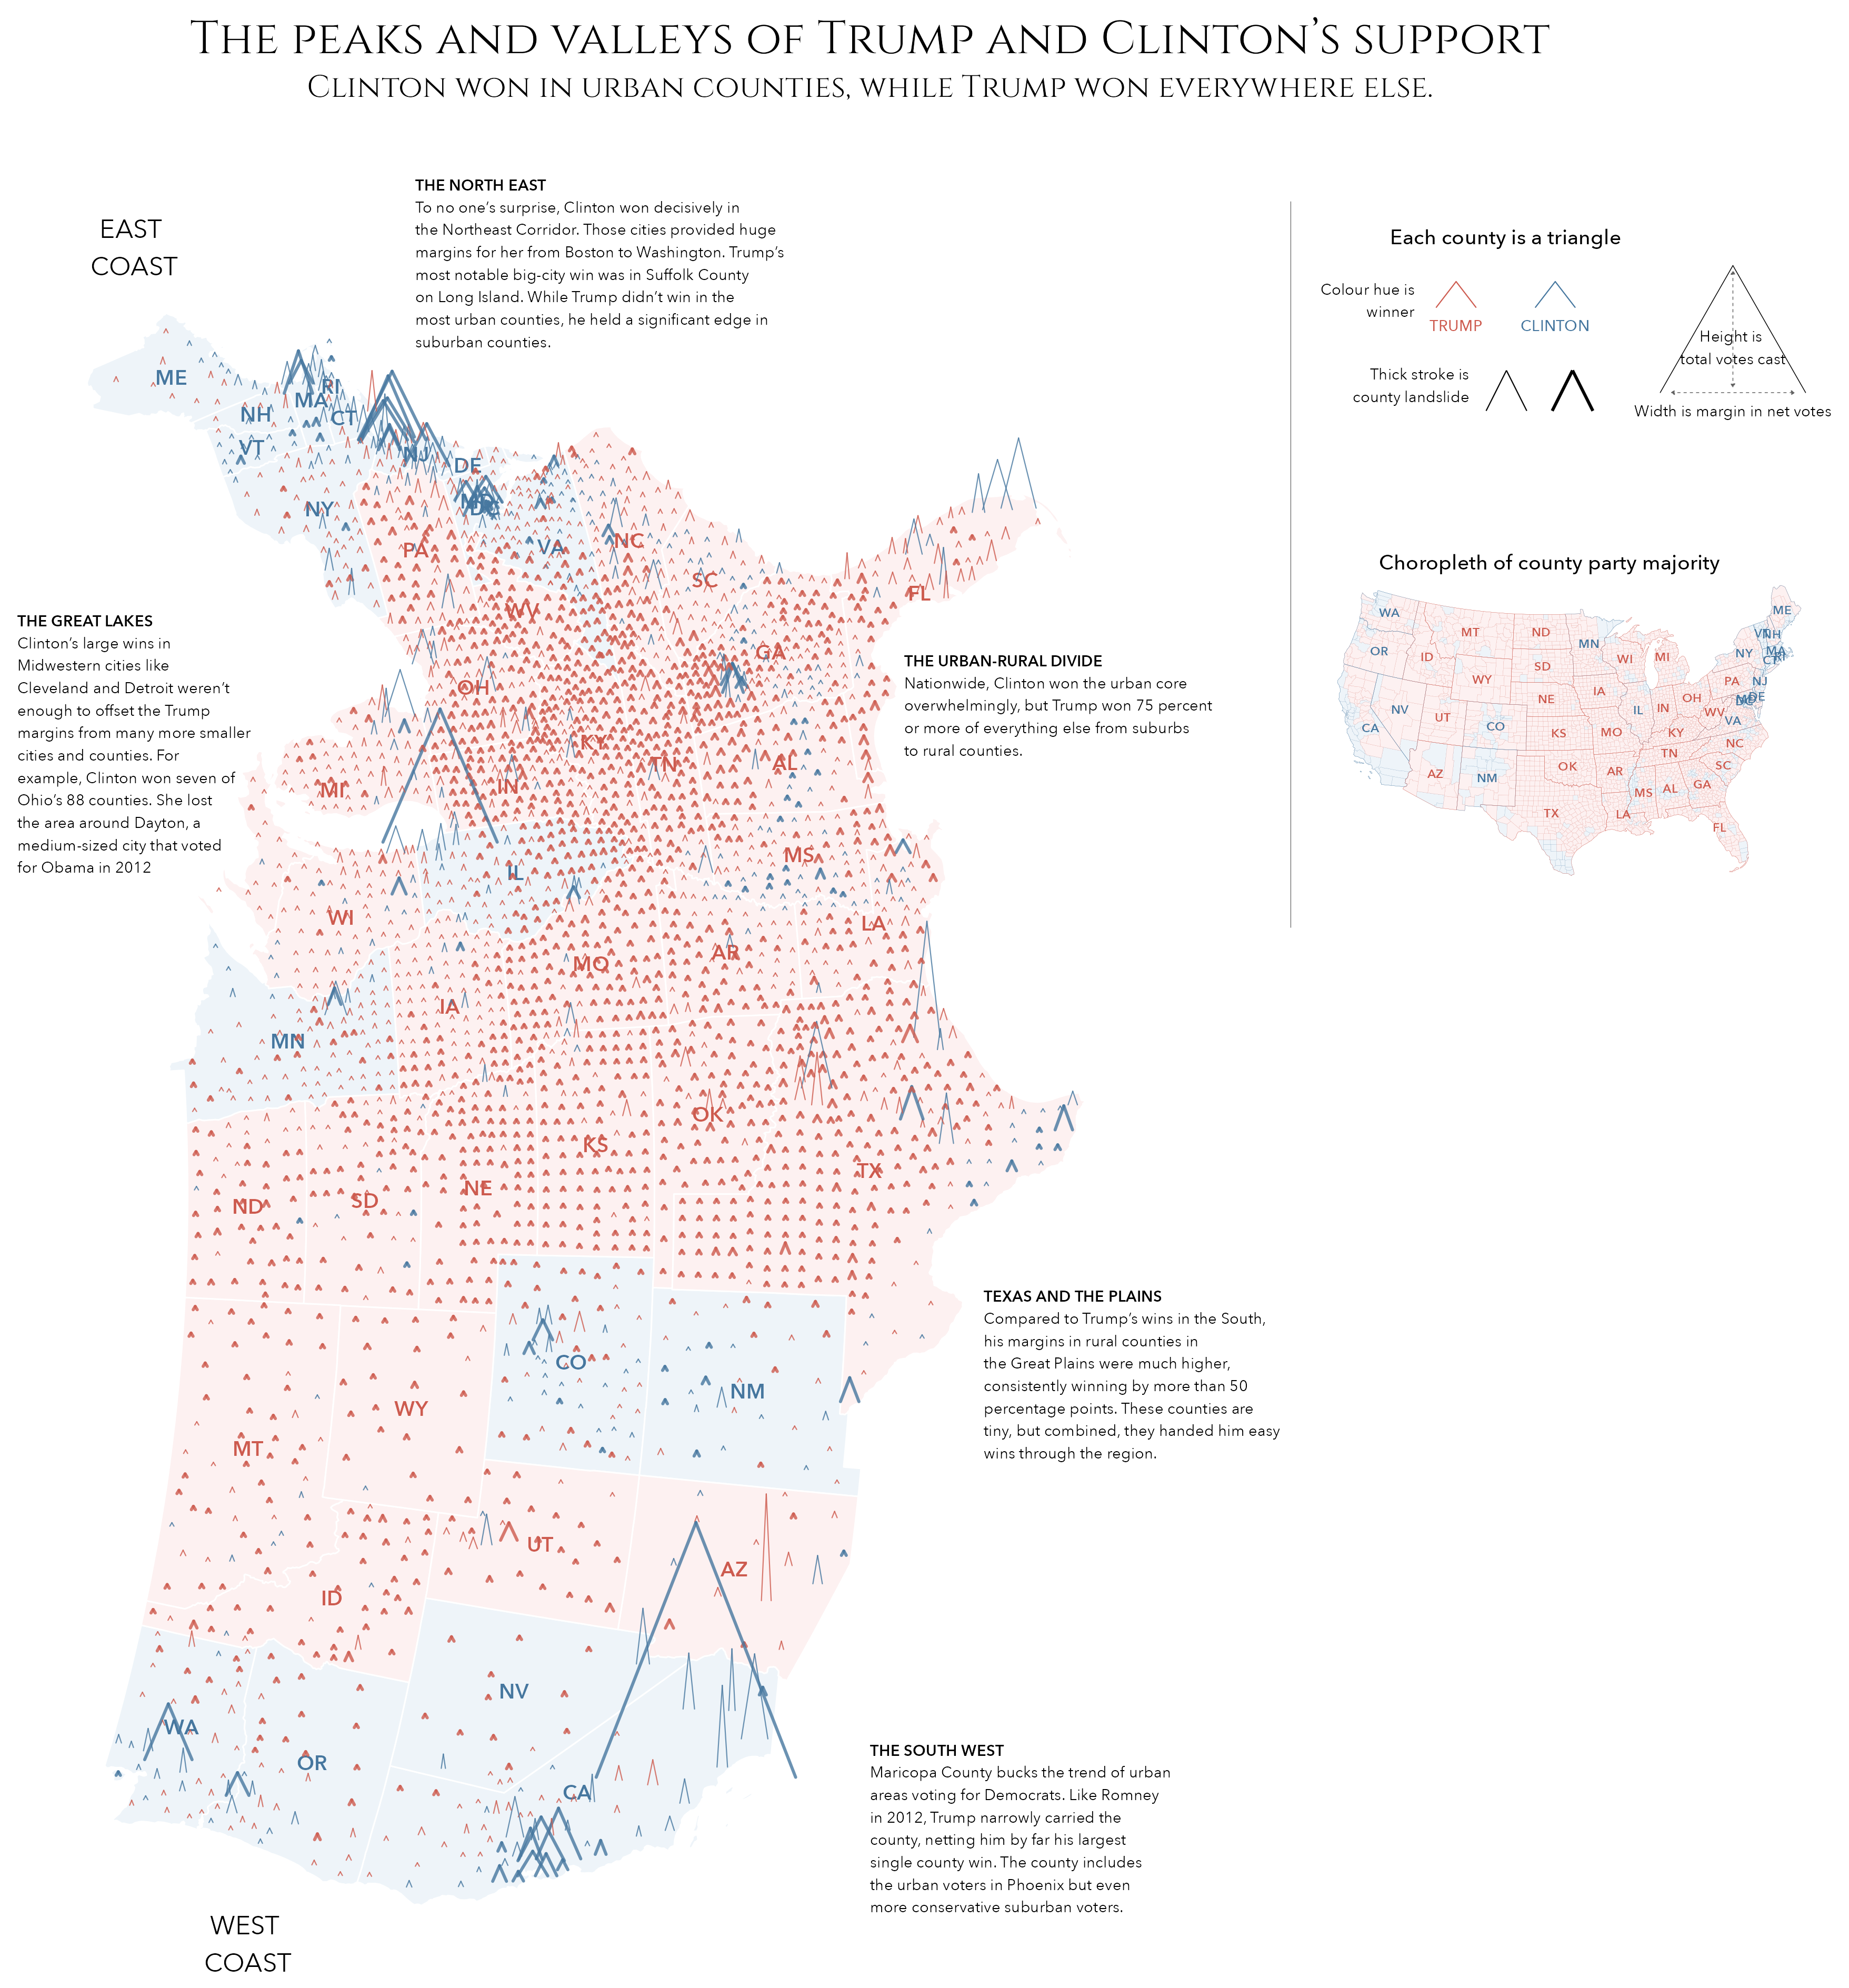 THE PEAKS AND VALLEYS OF TRUMP AND CLINTON'S SUPPORT
CLINTON WON IN URBAN COUNTIES, WHILE TRUMP WON EVERYWHERE ELSE.
EAST
COAST
THE NORTH EAST
To no one's surprise, Clinton won decisively in
the Northeast Corridor. Those cities provided huge
margins for her from Boston to Washington. Trump's
most notable big-city win was in Suffolk County
on Long Island. While Trump didn't win in the
most urban counties, he held a significant edge in
suburban counties.
THE GREAT LAKES
Clinton's large wins in
Midwestern cities like
Cleveland and Detroit weren't
enough to offset the Trump
margins from many more smaller
cities and counties. For
example, Clinton won seven of
Ohio's 88 counties. She lost
the area around Dayton, a
medium-sized city that voted
for Obama in 2012
THE URBAN-RURAL DIVIDE
Nationwide, Clinton won the urban core
overwhelmingly, but Trump won 75 percent
or more of everything else from suburbs
to rural counties.
TEXAS AND THE PLAINS
Compared to Trump's wins in the South,
his margins in rural counties in
the Great Plains were much higher,
consistently winning by more than 50
percentage points. These counties are
tiny, but combined, they handed him easy
wins through the region.
THE SOUTH WEST
Maricopa County bucks the trend of urban
areas voting for Democrats. Like Romney
in 2012, Trump narrowly carried the
county, netting him by far his largest
single county win. The county includes
the urban voters in Phoenix but even
more conservative suburban voters.
WEST
COAST
ME
RI
MA
NH
CT
VT
NJ
DE
MD
DC
NY
PA
VA
NC
SC
FL
WV
GA
OH
KY
TN
AL
IN
MI
MS
IL
WI
LA
AR
MO
IA
MN
OK
KS
TX
NE
SD
ND
CO
NM
WY
MT
UT
AZ
ID
NV
WA
OR
CA
Each county is a triangle
Colour hue is
winner
TRUMP
CLINTON
Thick stroke is
county landslide
Height is
total votes cast
Width is margin in net votes
Choropleth of county party majority
WA
MT
ND
MN
ME
VT
NH
OR
ID
SD
WI
MI
NY
MA
CT
RI
WY
NE
IA
PA
NJ
NV
UT
CO
IL
IN
OH
MD
DC
DE
WV
VA
CA
KS
MO
KY
NC
AZ
NM
OK
AR
TN
SC
TX
MS
AL
GA
LA
FL